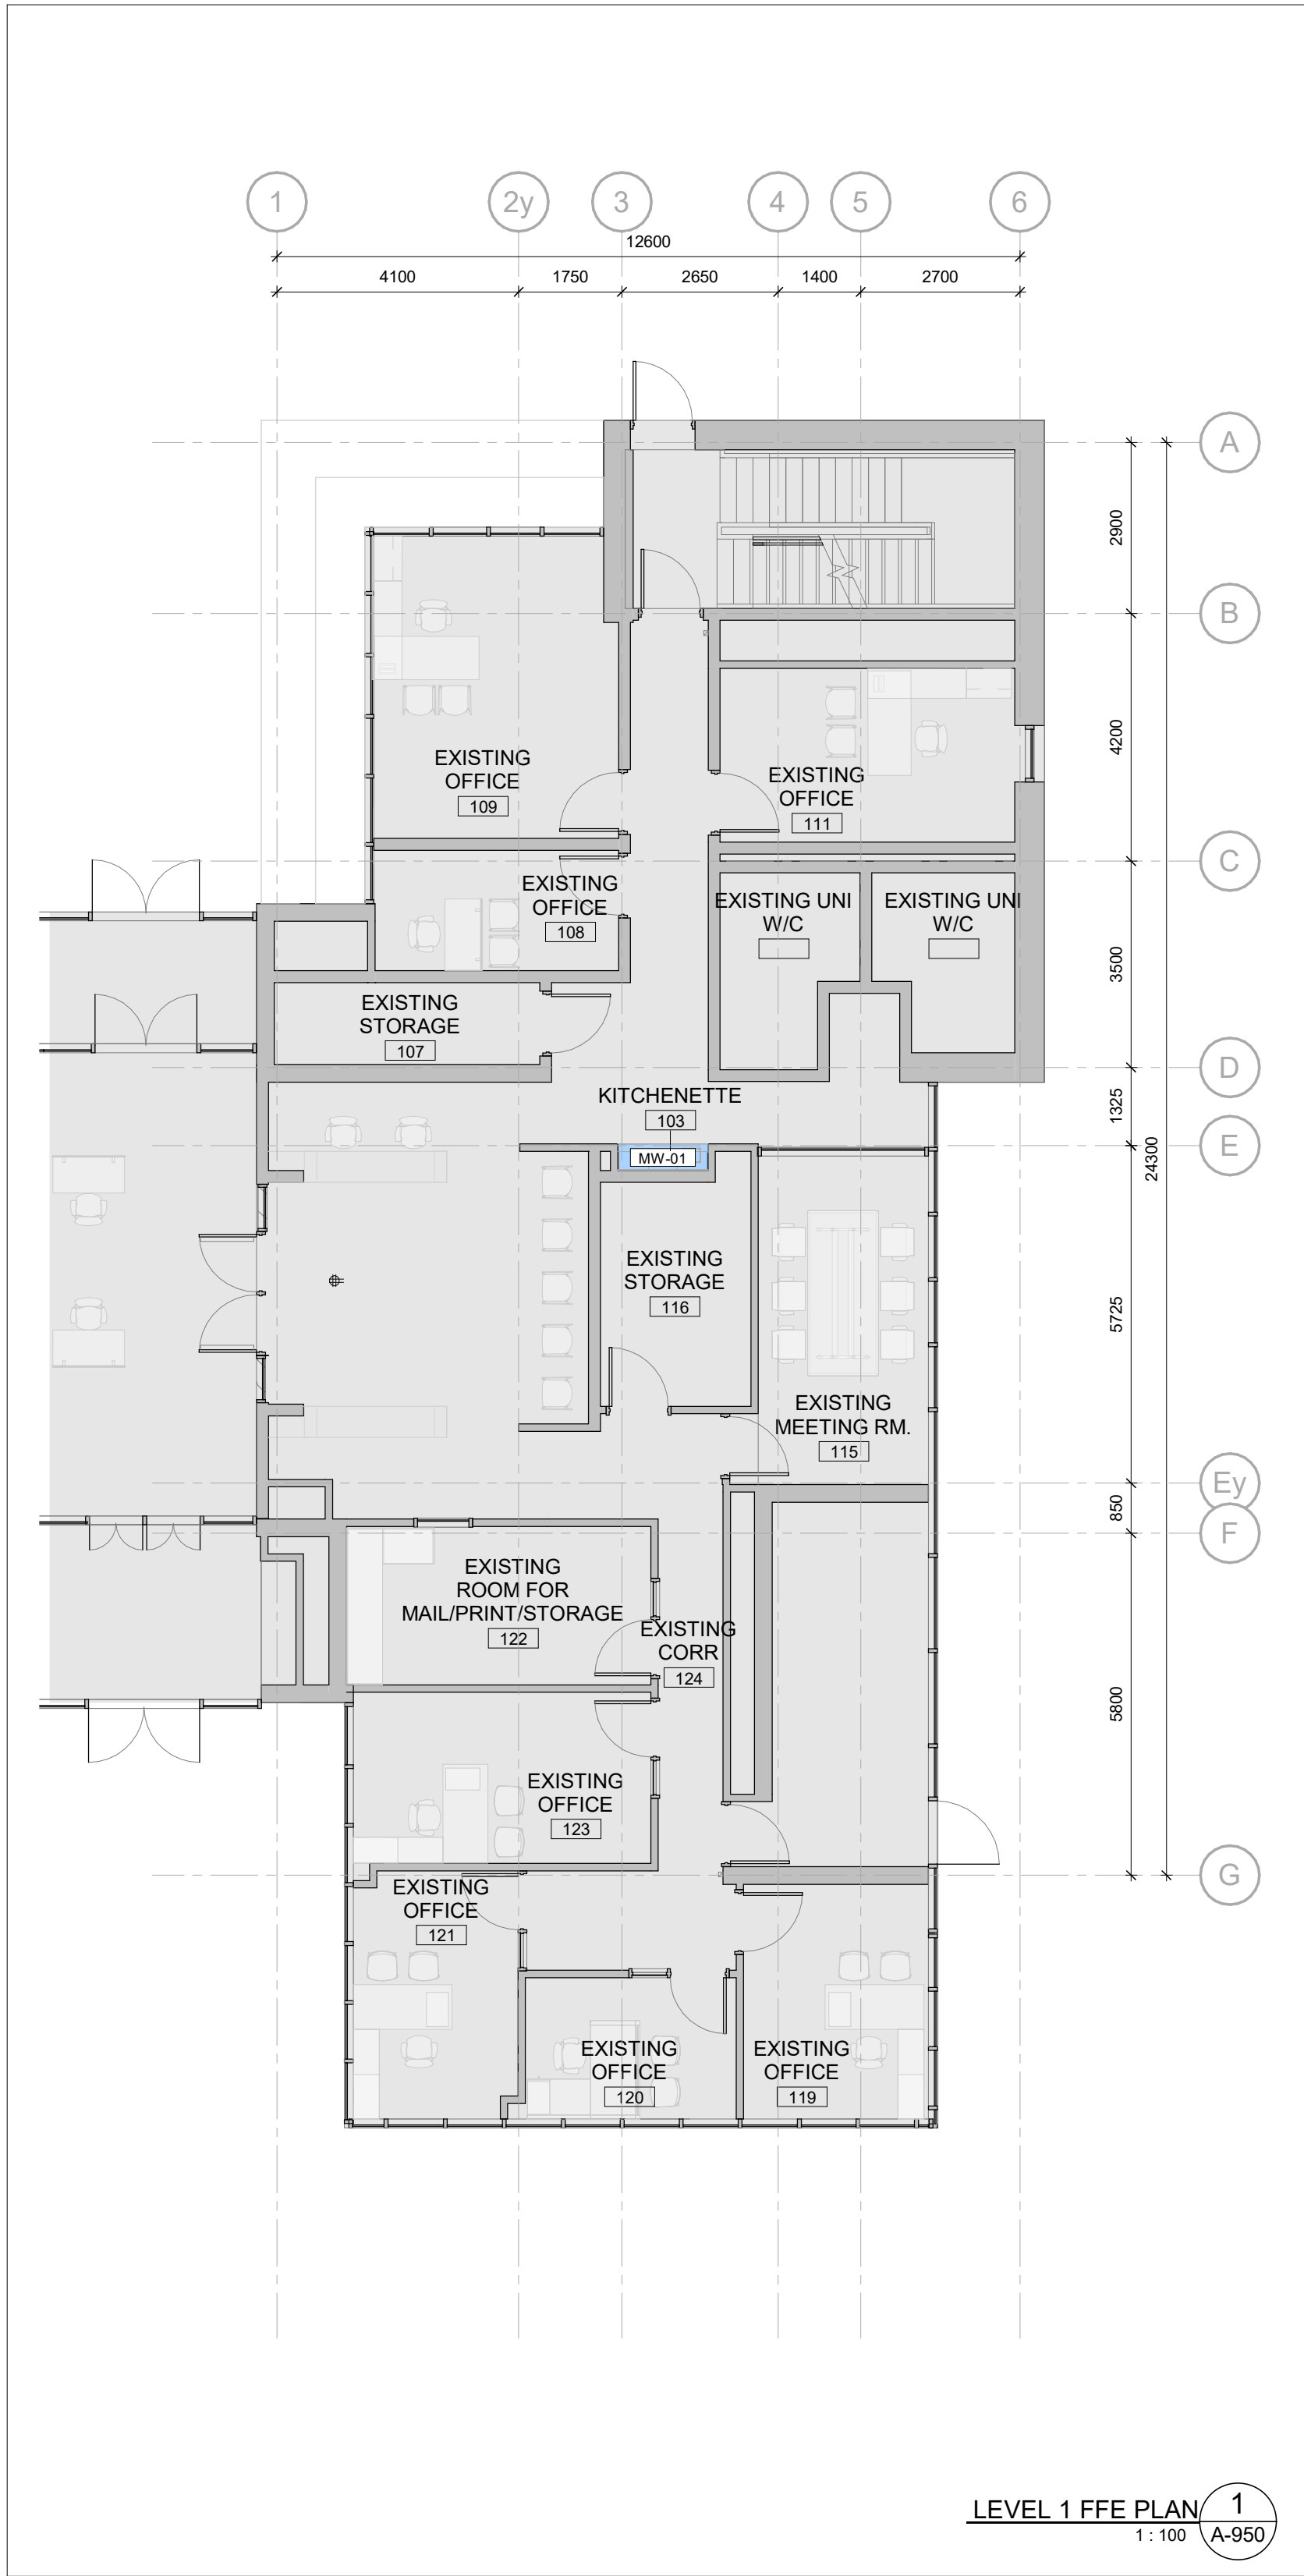 1
2y
3
4
5
6
12600
4100
1750
2650
1400
2700
A
2900
B
4200
EXISTING
OFFICE
109
EXISTING
OFFICE
111
C
EXISTING
OFFICE
108
EXISTING UNI
W/C
EXISTING UNI
W/C
3500
EXISTING
STORAGE
107
D
KITCHENETTE
103
MW-01
1325
E
24300
EXISTING
STORAGE
116
5725
EXISTING
MEETING RM.
115
Ey
850
F
EXISTING
ROOM FOR
MAIL/PRINT/STORAGE
122
EXISTING
CORR
124
5800
EXISTING
OFFICE
123
G
EXISTING
OFFICE
121
EXISTING
OFFICE
120
EXISTING
OFFICE
119
LEVEL 1 FFE PLAN
1 : 100
1
A-950